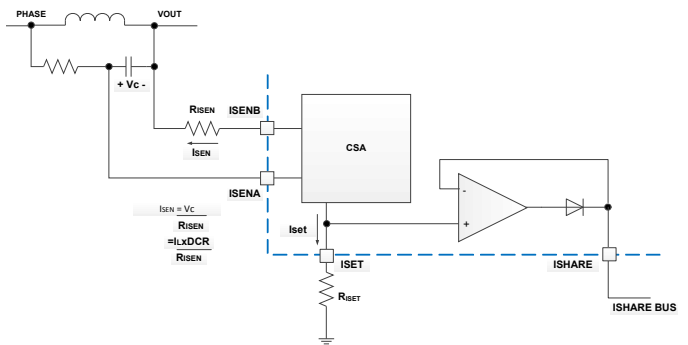 PHASE
VOUT
+ Vc -
RISEN
ISENB
ISEN
CSA
ISENA
ISEN = Vc
RISEN
=ILxDCR
RISEN
Iset
-
+
ISET
ISHARE
RISET
ISHARE BUS